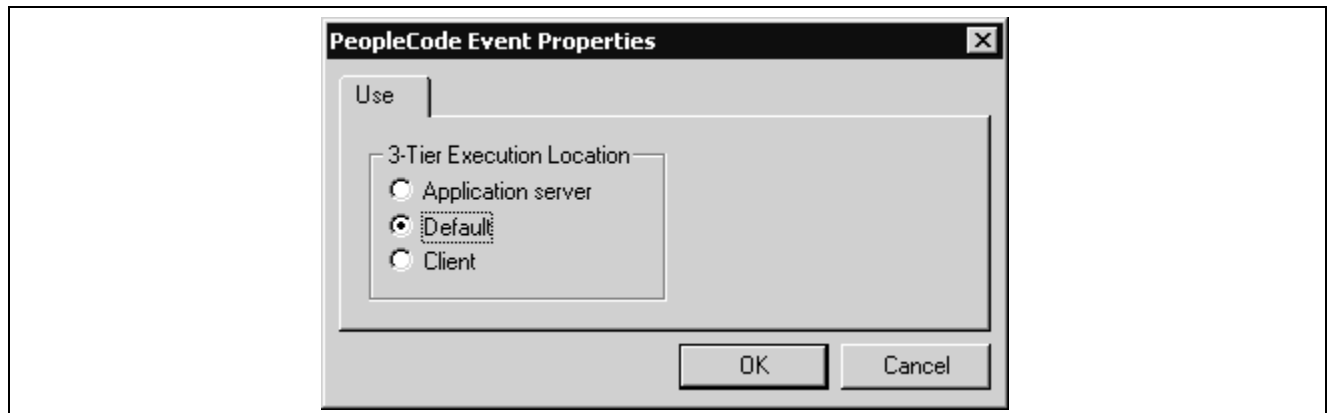 PeopleCode Event Properties
Use
3-Tier Execution Location
Application server
Default
Client
OK Cancel